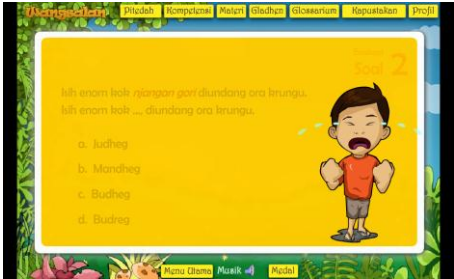 Wangsalan
Pitedah Kompetensi Materi Gladhen Glossarium Kapustakan Profil
Soal 2
Isih enom kok njangan gori diundang ora krungu.
Isih enom kok ..., diundang ora krungu.
a. Judheg
b. Mandheg
c. Budheg
d. Budreg
Menu Utama Musik Medal